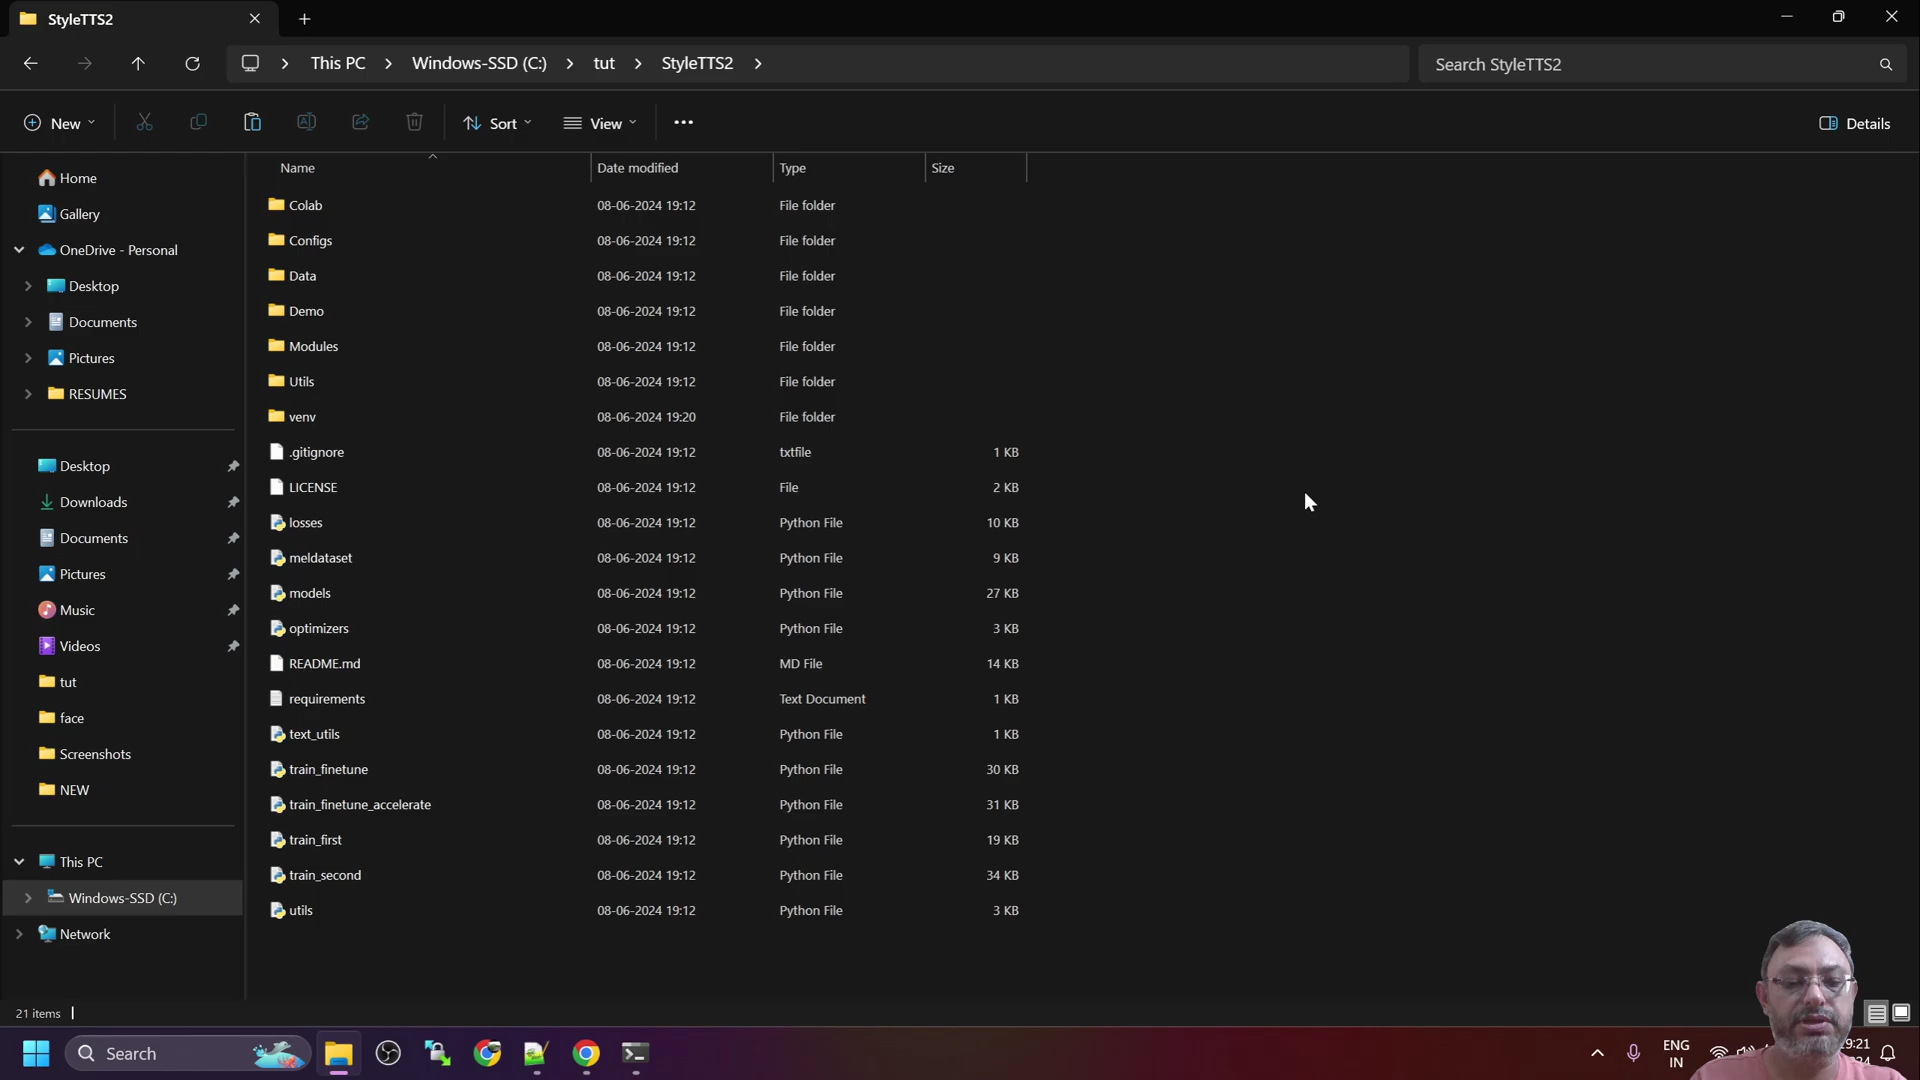 StyleTTS2
This PC > Windows-SSD (C:) > tut > StyleTTS2 >
Search StyleTTS2
New
Sort
View
Details
Name Date modified Type Size
Home
Gallery
OneDrive - Personal
Desktop
Documents
Pictures
RESUMES
Desktop
Downloads
Documents
Pictures
Music
Videos
tut
face
Screenshots
NEW
This PC
Windows-SSD (C:)
Network
Colab 08-06-2024 19:12 File folder
Configs 08-06-2024 19:12 File folder
Data 08-06-2024 19:12 File folder
Demo 08-06-2024 19:12 File folder
Modules 08-06-2024 19:12 File folder
Utils 08-06-2024 19:12 File folder
venv 08-06-2024 19:20 File folder
.gitignore 08-06-2024 19:12 txtfile 1 KB
LICENSE 08-06-2024 19:12 File 2 KB
losses 08-06-2024 19:12 Python File 10 KB
meldataset 08-06-2024 19:12 Python File 9 KB
models 08-06-2024 19:12 Python File 27 KB
optimizers 08-06-2024 19:12 Python File 3 KB
README.md 08-06-2024 19:12 MD File 14 KB
requirements 08-06-2024 19:12 Text Document 1 KB
text_utils 08-06-2024 19:12 Python File 1 KB
train_finetune 08-06-2024 19:12 Python File 30 KB
train_finetune_accelerate 08-06-2024 19:12 Python File 31 KB
train_first 08-06-2024 19:12 Python File 19 KB
train_second 08-06-2024 19:12 Python File 34 KB
utils 08-06-2024 19:12 Python File 3 KB
21 items
Search
ENG
IN
9:21